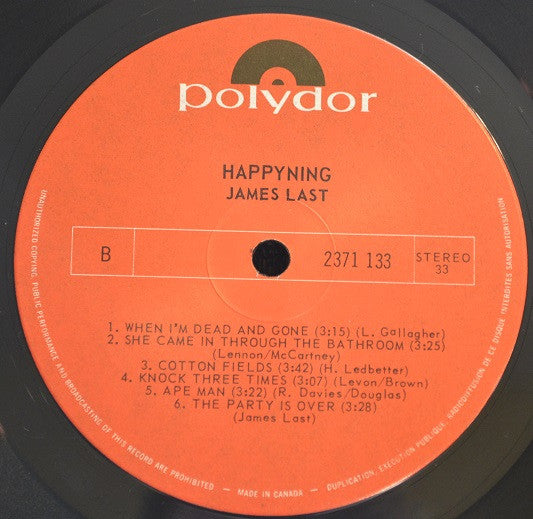 polydor
HAPPYNING
JAMES LAST
B 2371 133 STEREO
33
1. WHEN I'M DEAD AND GONE (3:15) (L. Gallagher)
2. SHE CAME IN THROUGH THE BATHROOM (3:25)
(Lennon/McCartney)
3. COTTON FIELDS (3:42) (H. Ledbetter)
4. KNOCK THREE TIMES (3:07) (Levon/Brown)
5. APE MAN (3:22) (R. Davies/Douglas)
6. THE PARTY IS OVER (3:28)
(James Last)
UNAUTHORIZED COPYING, PUBLIC PERFORMANCE AND BROADCASTING OF THIS RECORD ARE PROHIBITED - MADE IN CANADA - DUPLICATION, EXECUTION PUBLIQUE, RADIODIFFUSION DE CE DISQUE INTERDITES SANS AUTORISATION